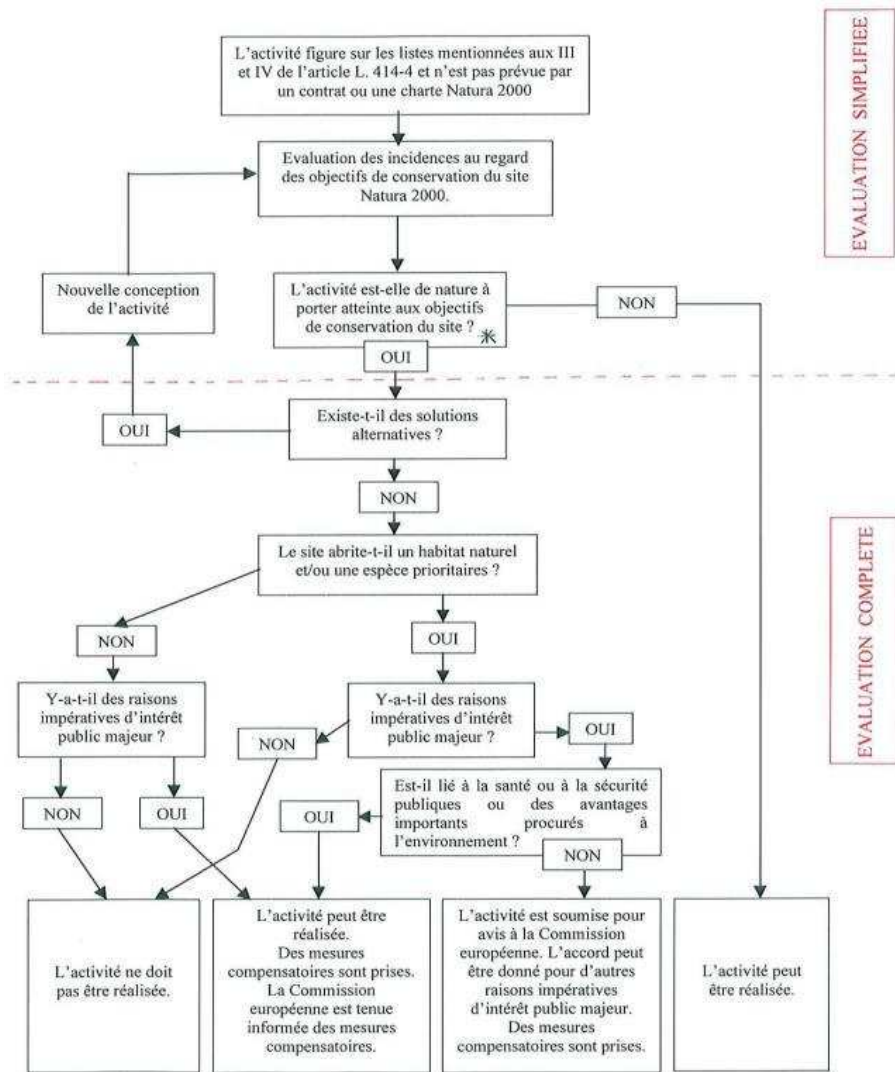 L'activité figure sur les listes mentionnées aux III
et IV de l'article L. 414-4 et n'est pas prévue par
un contrat ou une charte Natura 2000
EVALUATION SIMPLIFIEE
Evaluation des incidences au regard
des objectifs de conservation du site
Natura 2000.
Nouvelle conception
de l'activité
L'activité est-elle de nature à
porter atteinte aux objectifs
de conservation du site ? *
NON
OUI
OUI
Existe-t-il des solutions
alternatives ?
NON
EVALUATION COMPLETE
Le site abrite-t-il un habitat naturel
et/ou une espèce prioritaires ?
NON
OUI
Y-a-t-il des raisons
impératives d'intérêt
public majeur ?
Y-a-t-il des raisons
impératives d'intérêt
public majeur ?
NON
OUI
NON
OUI
OUI
Est-il lié à la santé ou à la sécurité
publiques ou des avantages
importants procurés à
l'environnement ?
NON
L'activité ne doit
pas être réalisée.
L'activité peut être
réalisée.
Des mesures
compensatoires sont prises.
La Commission
européenne est tenue
informée des mesures
compensatoires.
L'activité est soumise pour
avis à la Commission
européenne. L'accord peut
être donné pour d'autres
raisons impératives
d'intérêt public majeur.
Des mesures
compensatoires sont prises.
L'activité peut
être réalisée.